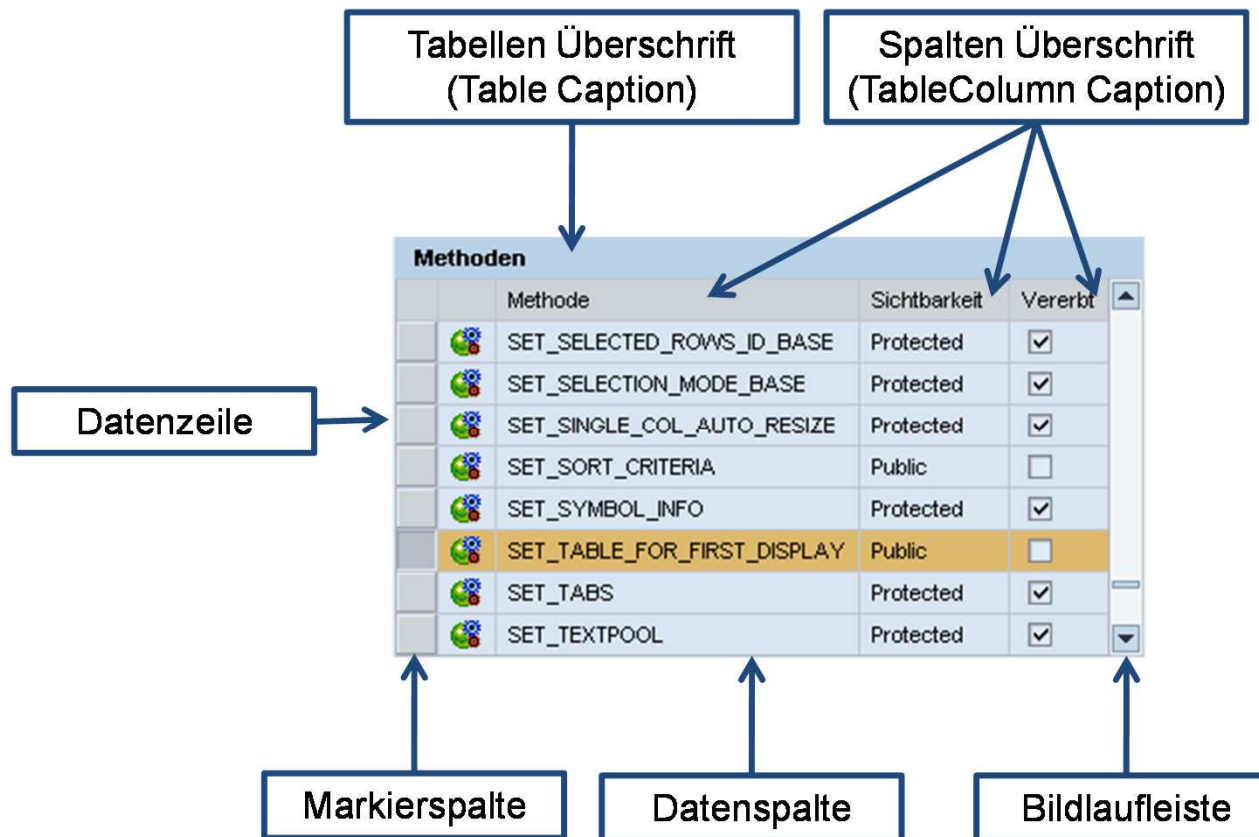 Tabellen Überschrift
(Table Caption)
Spalten Überschrift
(TableColumn Caption)
Methoden
Methode Sichtbarkeit Vererbt
SET_SELECTED_ROWS_ID_BASE Protected
SET_SELECTION_MODE_BASE Protected
SET_SINGLE_COL_AUTO_RESIZE Protected
SET_SORT_CRITERIA Public
SET_SYMBOL_INFO Protected
SET_TABLE_FOR_FIRST_DISPLAY Public
SET_TABS Protected
SET_TEXTPOOL Protected
Datenzeile
Markierspalte
Datenspalte
Bildlaufleiste